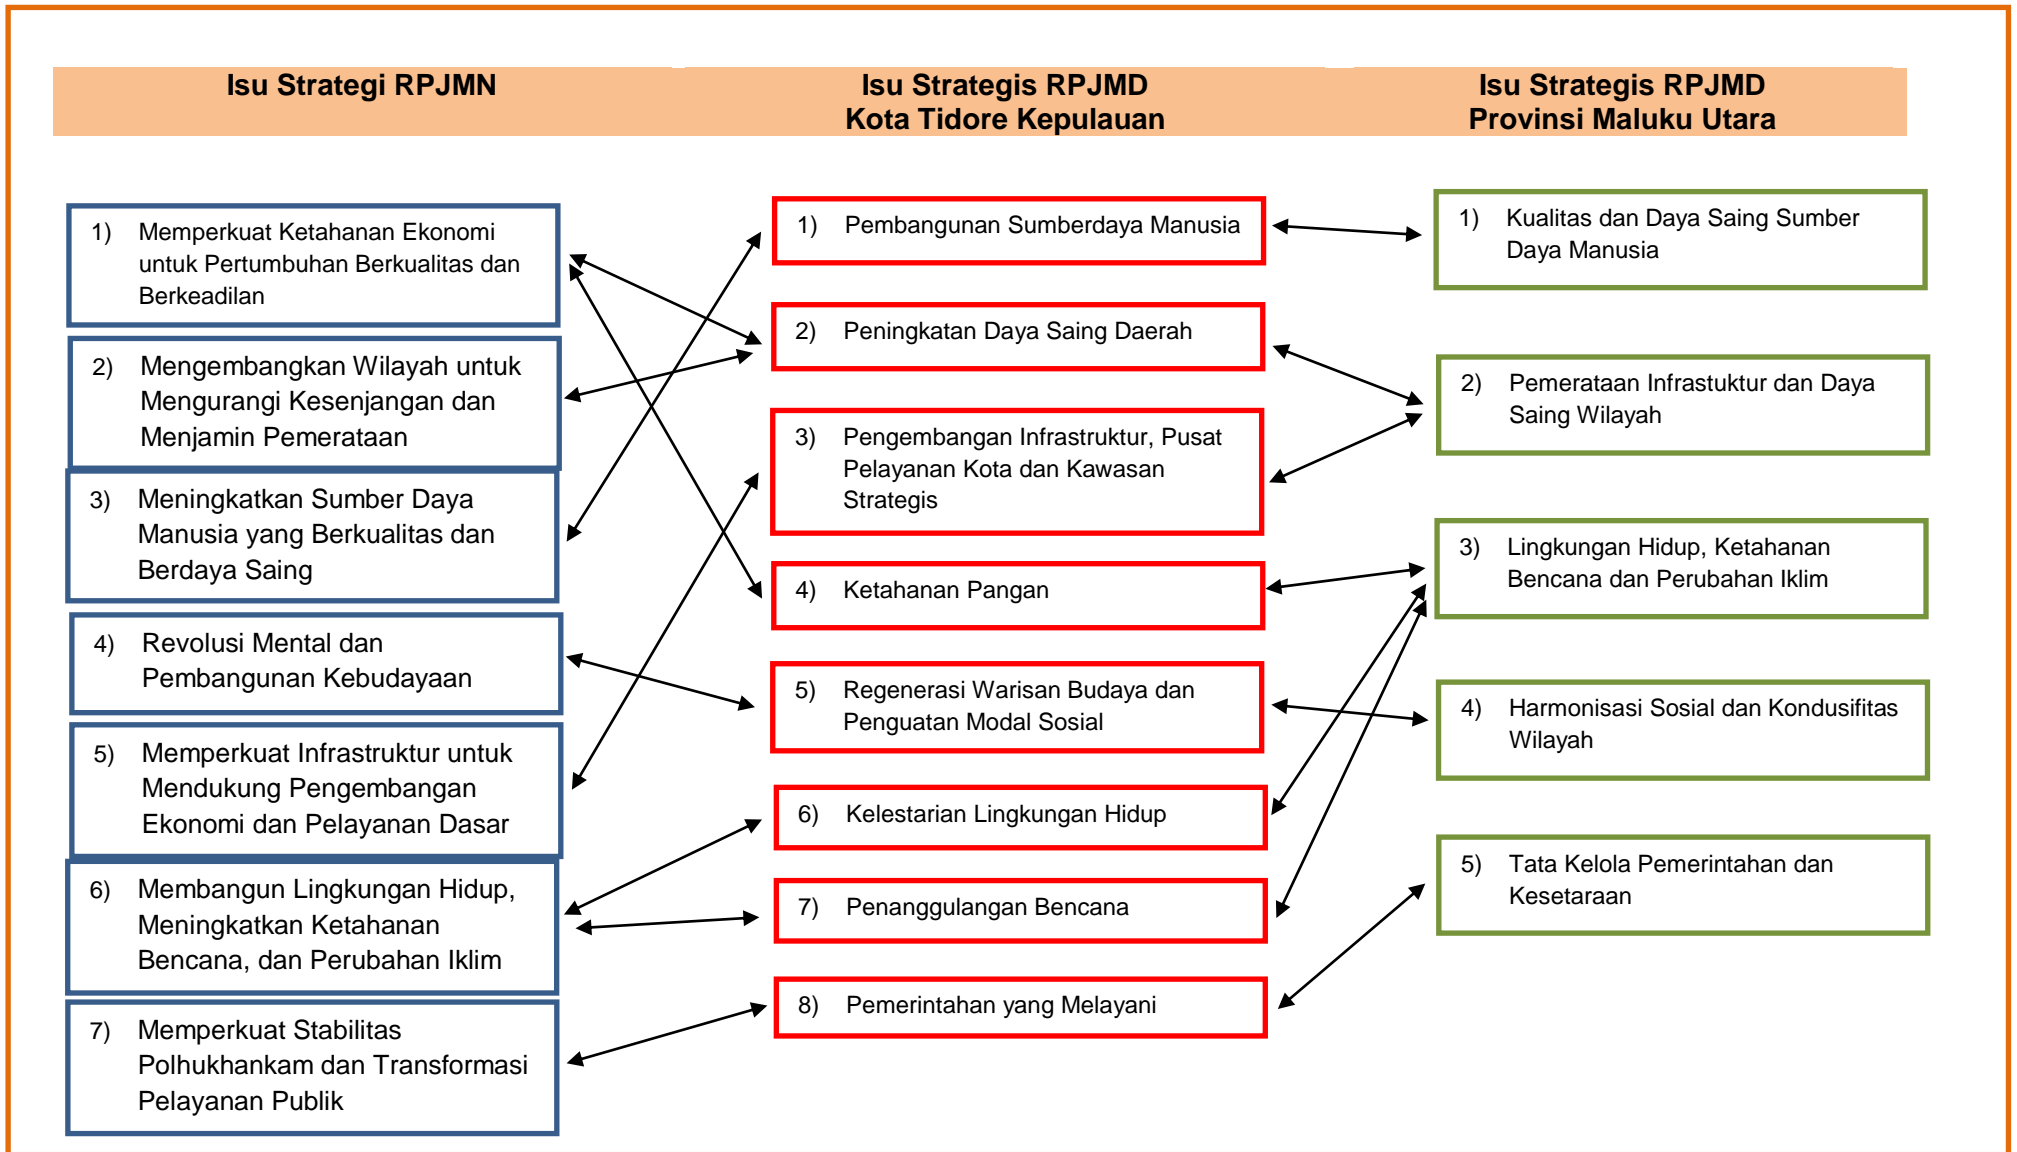 Isu Strategi RPJMN
Isu Strategis RPJMD
Kota Tidore Kepulauan
Isu Strategis RPJMD
Provinsi Maluku Utara
1) Memperkuat Ketahanan Ekonomi
untuk Pertumbuhan Berkualitas dan
Berkeadilan
2) Mengembangkan Wilayah untuk
Mengurangi Kesenjangan dan
Menjamin Pemerataan
3) Meningkatkan Sumber Daya
Manusia yang Berkualitas dan
Berdaya Saing
4) Revolusi Mental dan
Pembangunan Kebudayaan
5) Memperkuat Infrastruktur untuk
Mendukung Pengembangan
Ekonomi dan Pelayanan Dasar
6) Membangun Lingkungan Hidup,
Meningkatkan Ketahanan
Bencana, dan Perubahan Iklim
7) Memperkuat Stabilitas
Polhukhankam dan Transformasi
Pelayanan Publik
1) Pembangunan Sumberdaya Manusia
2) Peningkatan Daya Saing Daerah
3) Pengembangan Infrastruktur, Pusat
Pelayanan Kota dan Kawasan
Strategis
4) Ketahanan Pangan
5) Regenerasi Warisan Budaya dan
Penguatan Modal Sosial
6) Kelestarian Lingkungan Hidup
7) Penanggulangan Bencana
8) Pemerintahan yang Melayani
1) Kualitas dan Daya Saing Sumber
Daya Manusia
2) Pemerataan Infrastuktur dan Daya
Saing Wilayah
3) Lingkungan Hidup, Ketahanan
Bencana dan Perubahan Iklim
4) Harmonisasi Sosial dan Kondusifitas
Wilayah
5) Tata Kelola Pemerintahan dan
Kesetaraan